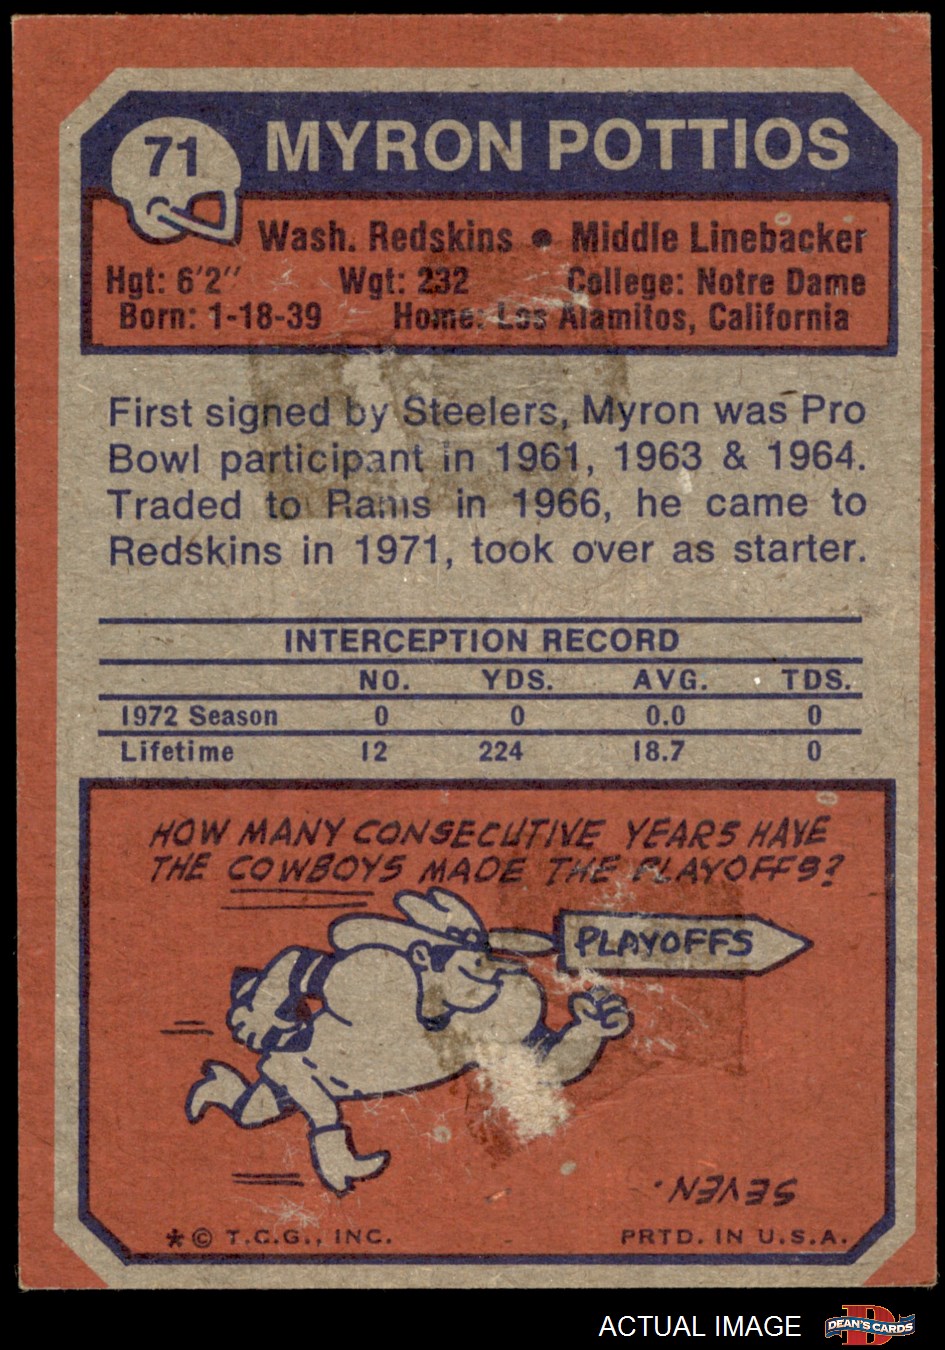 71
MYRON POTTIOS
Wash. Redskins • Middle Linebacker
Hgt: 6'2" Wgt: 232 College: Notre Dame
Born: 1-18-39 Home: Los Alamitos, California
First signed by Steelers, Myron was Pro
Bowl participant in 1961, 1963 & 1964.
Traded to Rams in 1966, he came to
Redskins in 1971, took over as starter.
INTERCEPTION RECORD
NO. YDS. AVG. TDS.
1972 Season 0 0 0.0 0
Lifetime 12 224 18.7 0
HOW MANY CONSECUTIVE YEARS HAVE
THE COWBOYS MADE THE PLAYOFFS?
PLAYOFFS
SEVEN.
*© T.C.G., INC. PRTD. IN U.S.A.
ACTUAL IMAGE DEAN'S CARDS